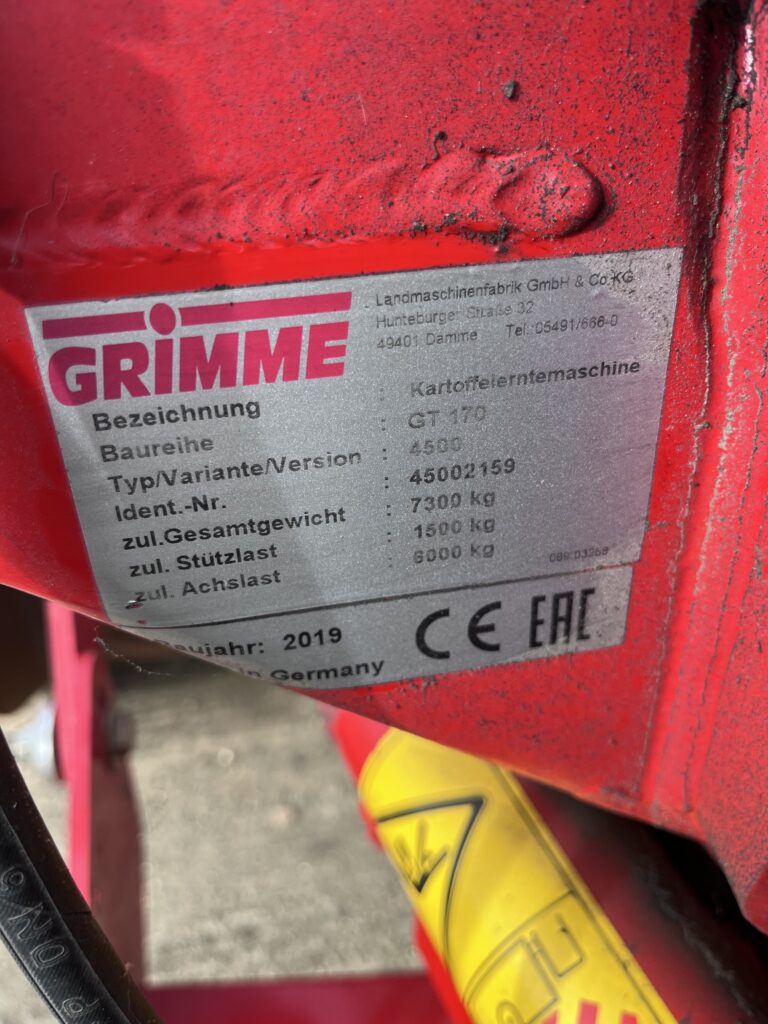 GRIMME
Landmaschinenfabrik GmbH & Co.KG
Hunteburger Straße 32
49401 Damme Tel.:05491/666-0
Bezeichnung : Kartoffelerntemaschine
Baureihe : GT 170
Typ/Variante/Version : 4500
Ident.-Nr. : 45002159
zul.Gesamtgewicht : 7300 kg
zul. Stützlast : 1500 kg
zul. Achslast : 6000 kg
089.03258
Baujahr: 2019
in Germany
CE EAC